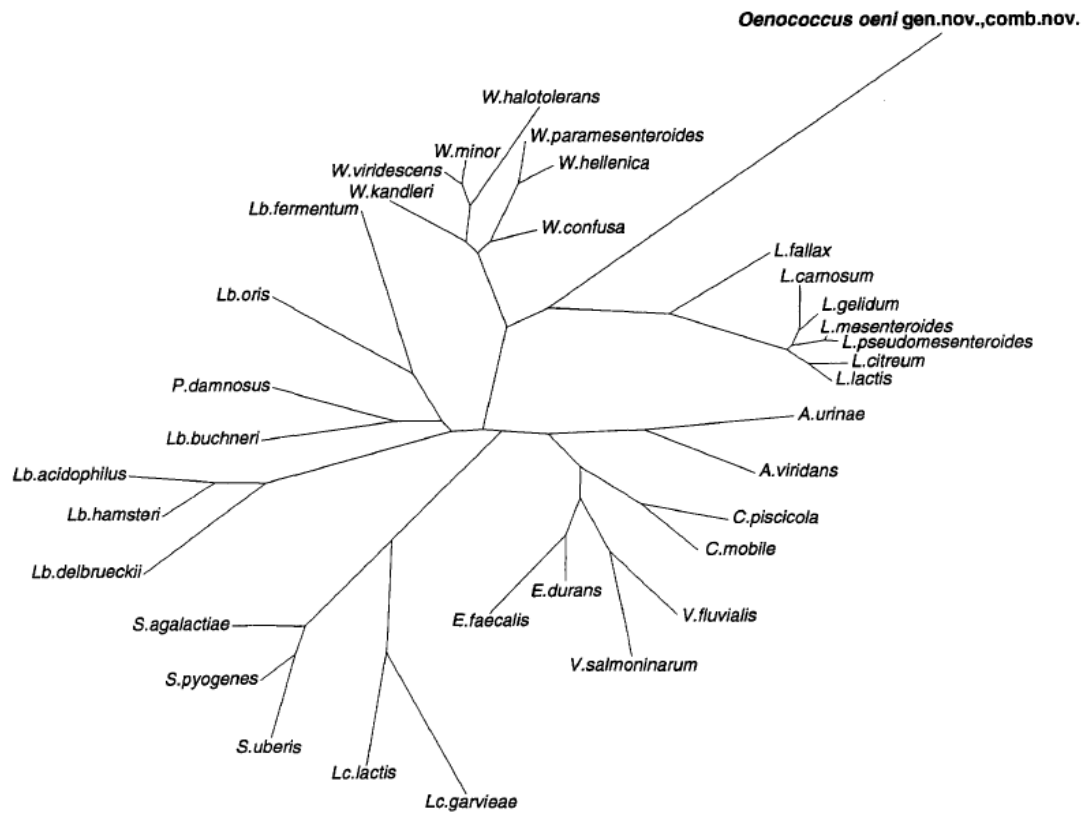 Oenococcus oeni gen.nov.,comb.nov.
W.halotolerans
W.paramesenteroides
W.minor
W.hellenica
W.viridescens
W.kandleri
Lb.fermentum
W.confusa
L.fallax
L.carnosum
Lb.oris
L.gelidum
L.mesenteroides
L.pseudomesenteroides
L.citreum
L.lactis
P.damnosus
A.urinae
Lb.buchneri
A.viridans
Lb.acidophilus
Lb.hamsteri
C.piscicola
C.mobile
Lb.delbrueckii
E.durans
E.faecalis
V.fluvialis
S.agalactiae
V.salmoninarum
S.pyogenes
S.uberis
Lc.lactis
Lc.garvieae